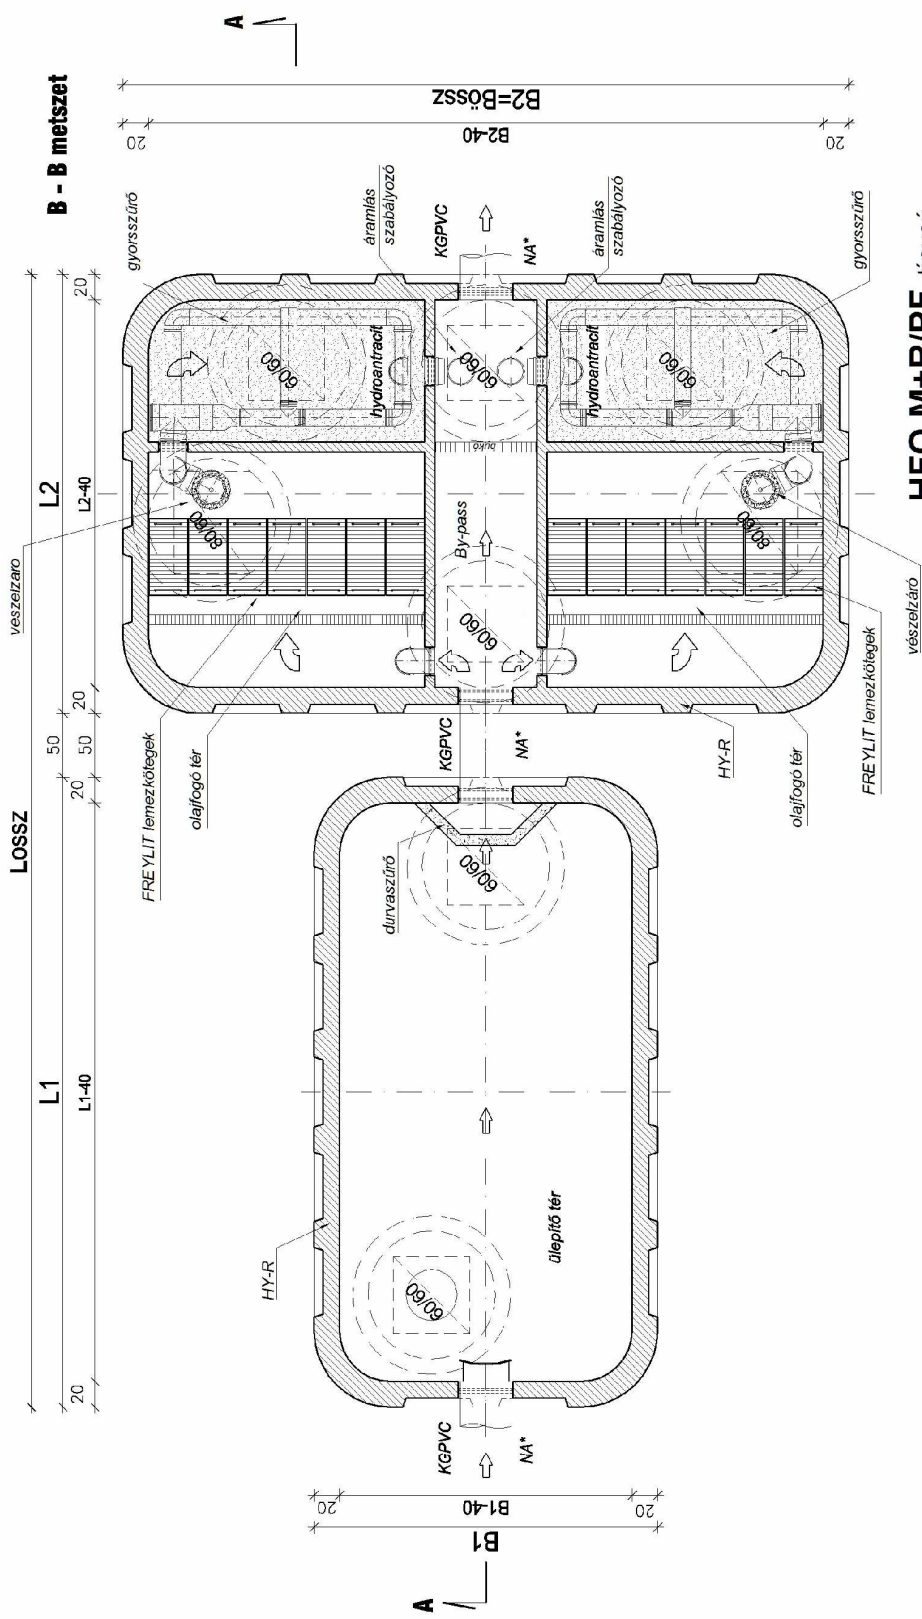 B - B metszet
A
Lössz
L1
50
L2
20
L1-40
20
50
20
L2-40
20
vészelzáró
gyorsszűrő
FREYLIT lemezkötegek
olajfogó tér
áramlás
szabályozó
HY-R
durvaszűrő
60/60
60/60
60/60
60/60
60/60
60/60
60/60
60/60
hydroantracit
hydroantracit
bukó
By-pass
ülepítő tér
KGPVC
NA*
KGPVC
NA*
KGPVC
NA*
áramlás
szabályozó
HY-R
olajfogó tér
FREYLIT lemezkötegek
vészelzáró
gyorsszűrő
20
B1-40
20
B1
20
B2-40
20
B2=Bössz
A